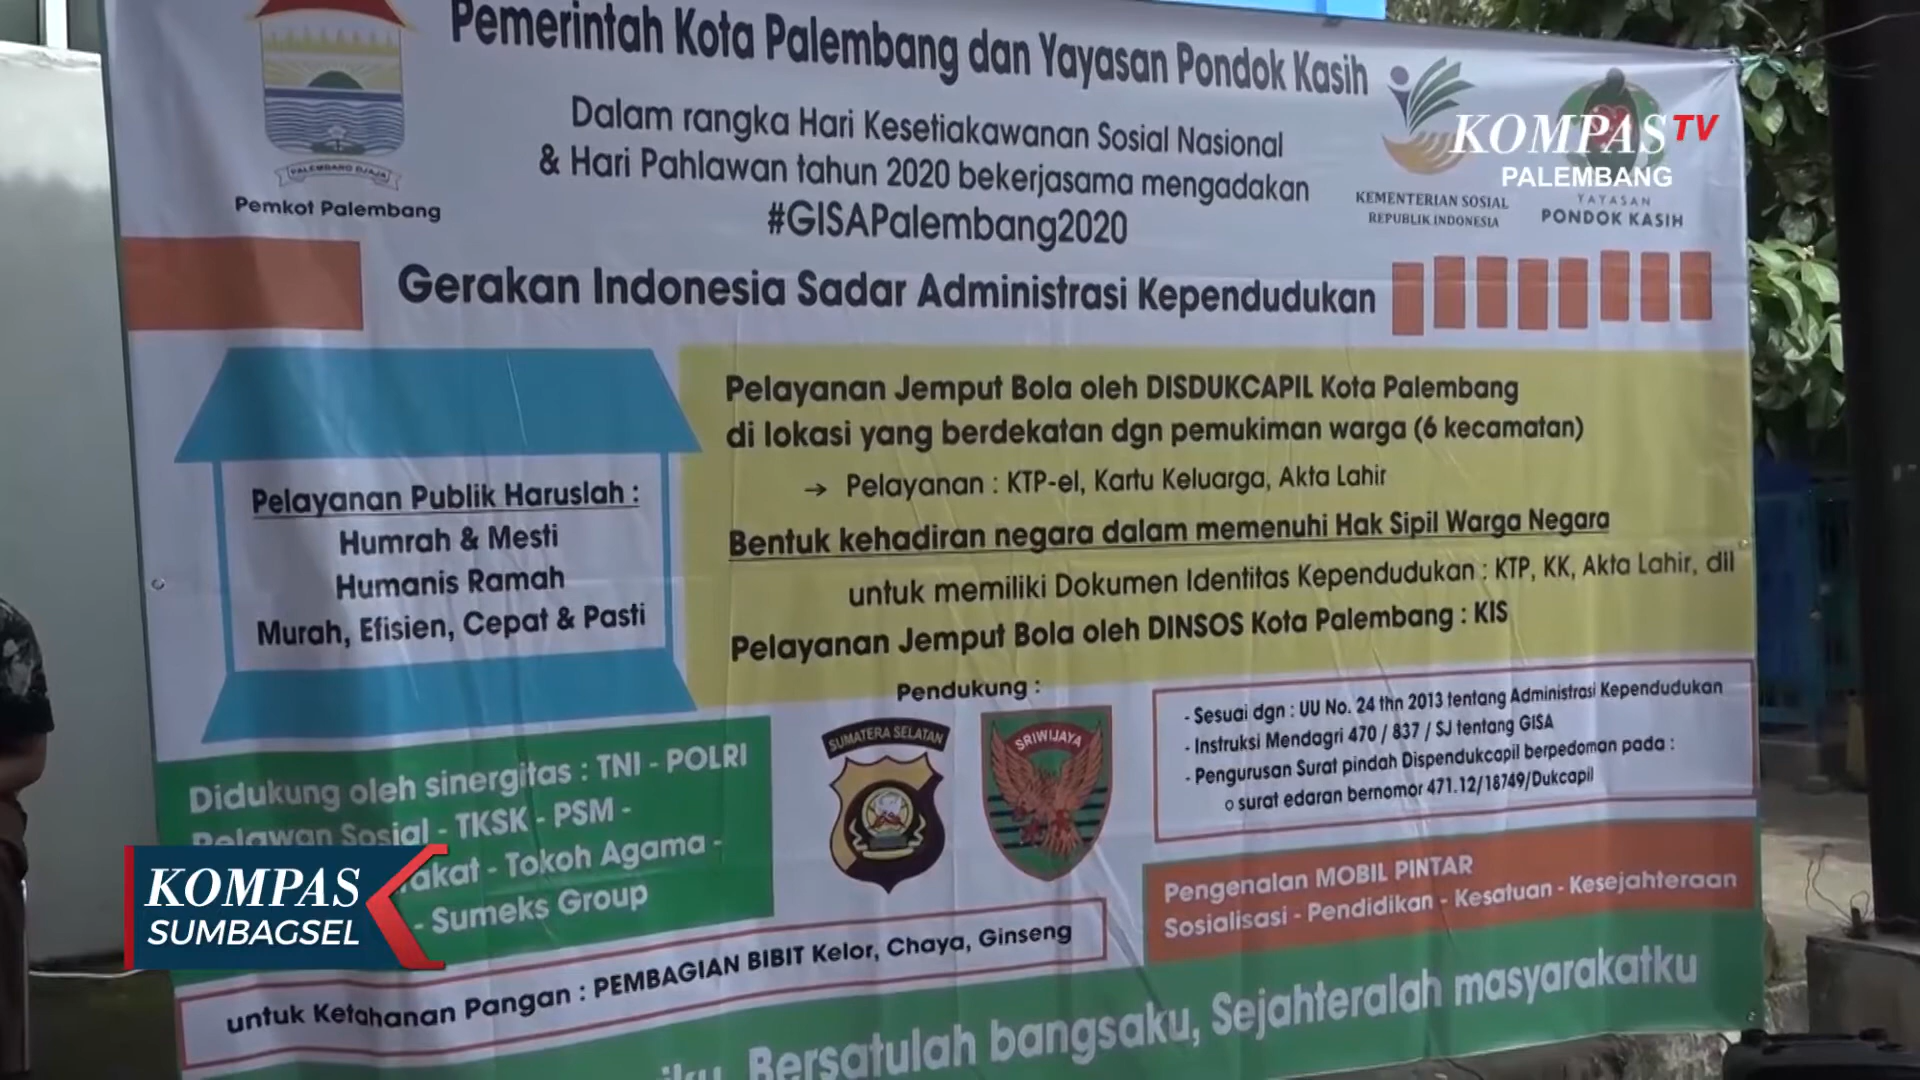 Pemerintah Kota Palembang dan Yayasan Pondok Kasih
Dalam rangka Hari Kesetiakawanan Sosial Nasional
& Hari Pahlawan tahun 2020 bekerjasama mengadakan
#GISAPalembang2020
PALEMBANG DJAJA
Pemkot Palembang
KEMENTERIAN SOSIAL
REPUBLIK INDONESIA
KOMPAS TV
PALEMBANG
YAYASAN
PONDOK KASIH
Gerakan Indonesia Sadar Administrasi Kependudukan
Pelayanan Publik Haruslah :
Humrah & Mesti
Humanis Ramah
Murah, Efisien, Cepat & Pasti
Pelayanan Jemput Bola oleh DISDUKCAPIL Kota Palembang
di lokasi yang berdekatan dgn pemukiman warga (6 kecamatan)
→ Pelayanan : KTP-el, Kartu Keluarga, Akta Lahir
Bentuk kehadiran negara dalam memenuhi Hak Sipil Warga Negara
untuk memiliki Dokumen Identitas Kependudukan : KTP, KK, Akta Lahir, dll
Pelayanan Jemput Bola oleh DINSOS Kota Palembang : KIS
Pendukung :
SUMATERA SELATAN
SRIWIJAYA
- Sesuai dgn : UU No. 24 thn 2013 tentang Administrasi Kependudukan
- Instruksi Mendagri 470 / 837 / SJ tentang GISA
- Pengurusan Surat pindah Dispendukcapil berpedoman pada :
o surat edaran bernomor 471.12/18749/Dukcapil
Didukung oleh sinergitas : TNI - POLRI
Relawan Sosial - TKSK - PSM -
akat - Tokoh Agama -
- Sumeks Group
KOMPAS
SUMBAGSEL
Pengenalan MOBIL PINTAR
Sosialisasi - Pendidikan - Kesatuan - Kesejahteraan
untuk Ketahanan Pangan : PEMBAGIAN BIBIT Kelor, Chaya, Ginseng
Bersatulah bangsaku, Sejahteralah masyarakatku